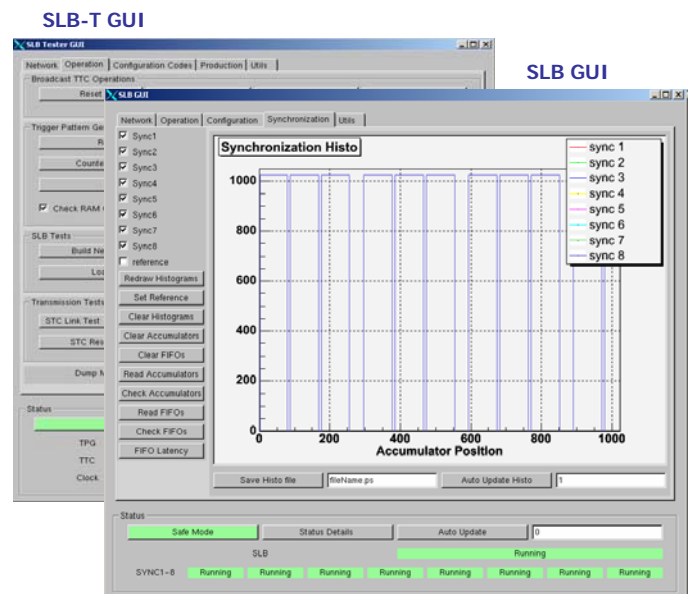 SLB-T GUI
SLB Tester GUI
Network Operation Configuration Codes Production Utils
Broadcast TTC Operations
Reset
Trigger Pattern Ge
Counte
Check RAM
SLB Tests
Build Ne
Transmission Tests
STC Link Test
STC Res
Dump
Status
TPG
TTC
Clock
SLB GUI
SLB GUI
Network Operation Configuration Synchronization Utils
Sync1
Sync2
Sync3
Sync4
Sync5
Sync6
Sync7
Sync8
reference
Redraw Histograms
Set Reference
Clear Histograms
Clear Accumulators
Clear FIFOs
Read Accumulators
Check Accumulators
Read FIFOs
Check FIFOs
FIFO Latency
Synchronization Histo
sync 1
sync 2
sync 3
sync 4
sync 5
sync 6
sync 7
sync 8
1000
800
600
400
200
0
0 200 400 600 800 1000
Accumulator Position
Save Histo file fileName.ps Auto Update Histo 1
Status
Safe Mode Status Details Auto Update 0
SLB Running
SYNC1-8 Running Running Running Running Running Running Running Running